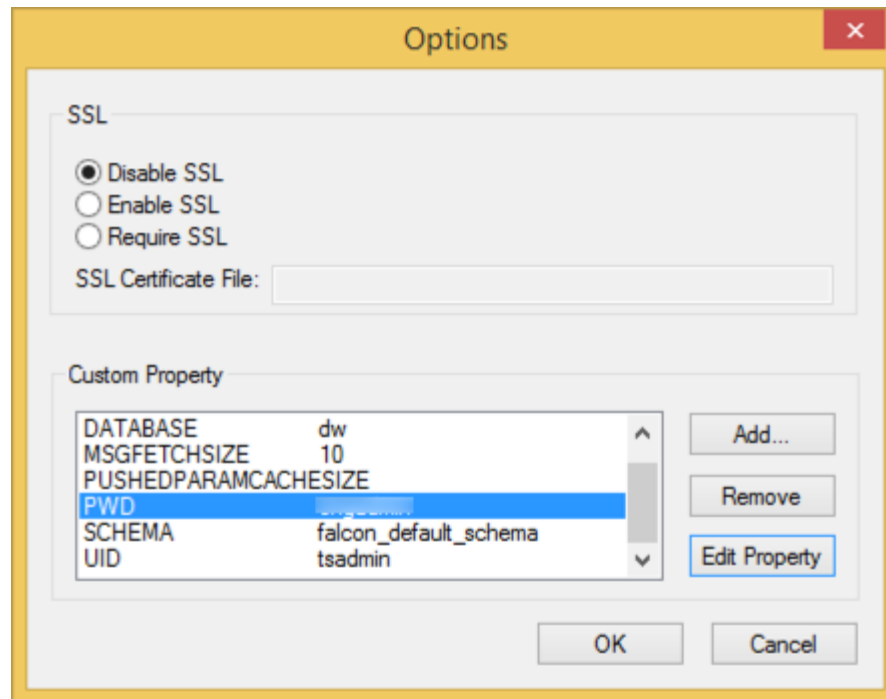 Options
SSL
Disable SSL
Enable SSL
Require SSL
SSL Certificate File:
Custom Property
DATABASE dw
MSGFETCHSIZE 10
PUSHEDPARAMCACHESIZE
PWD
SCHEMA falcon_default_schema
UID tsadmin
Add...
Remove
Edit Property
OK Cancel